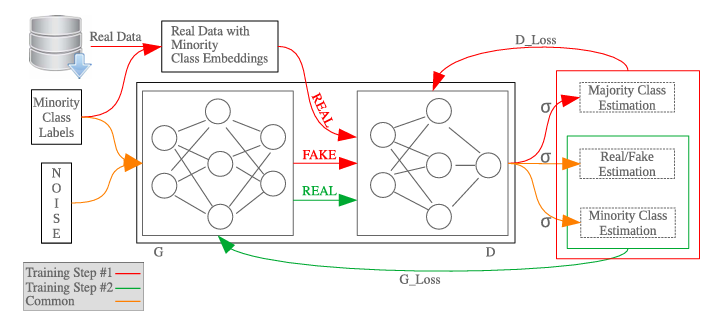 D_Loss
Real Data
Real Data with
Minority
Class Embeddings
Minority
Class
Labels
REAL
FAKE
REAL
N
O
I
S
E
σ
Majority Class
Estimation
σ
Real/Fake
Estimation
σ
Minority Class
Estimation
G
D
G_Loss
Training Step #1
Training Step #2
Common